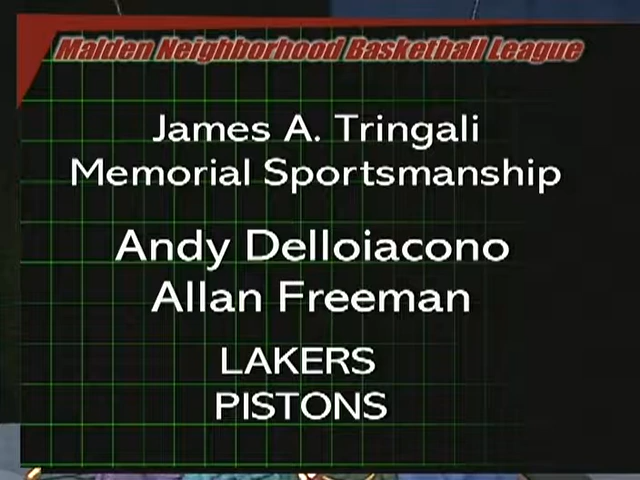 Malden Neighborhood Basketball League
James A. Tringali
Memorial Sportsmanship
Andy Delloiacono
Allan Freeman
LAKERS
PISTONS